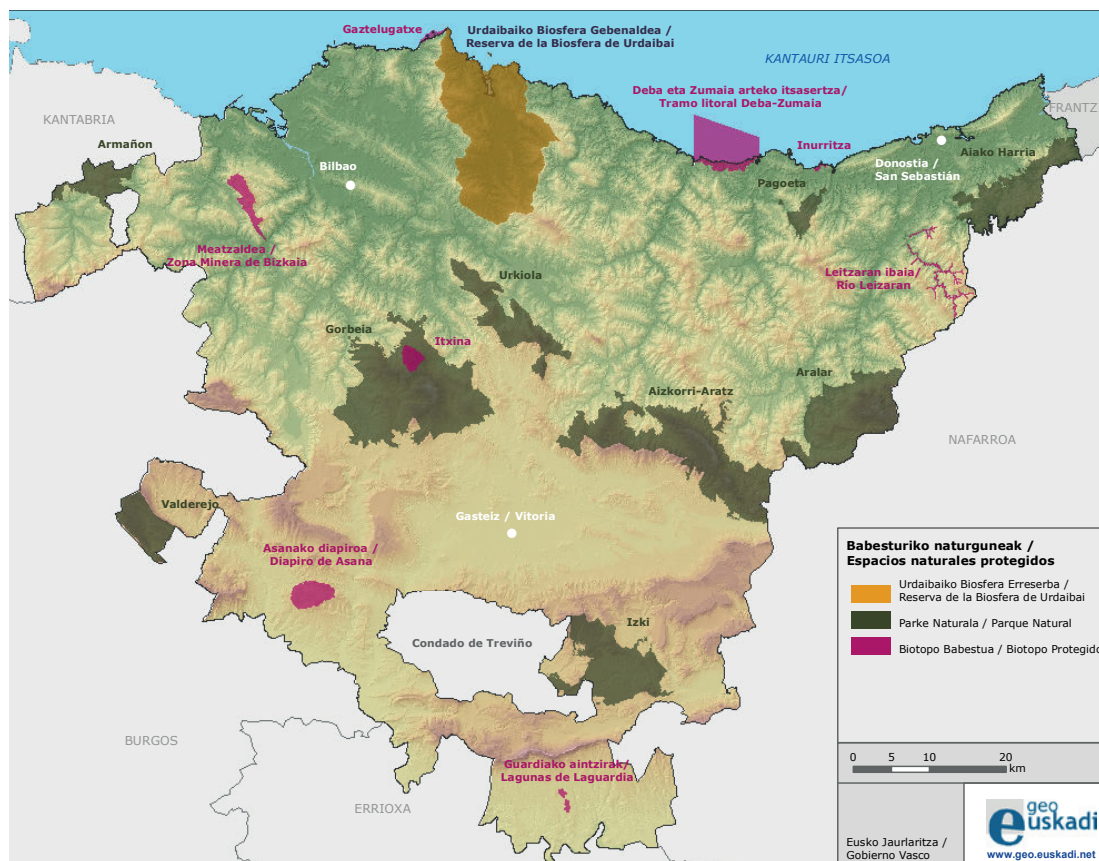 Gaztelugatxe
Urdaibaiko Biosfera Gebenaldea /
Reserva de la Biosfera de Urdaibai
KANTAURI ITSASOA
Deba eta Zumaia arteko itsasertza/
Tramo litoral Deba-Zumaia
KANTABRIA
FRANTZ
Armañon
Inurritza
Donostia /
San Sebastián
Aiako Harria
Bilbao
Pagoeta
Meatzaldea /
Zona Minera de Bizkaia
Urkiola
Leitzaran ibaia/
Río Leizaran
Gorbeia
Itxina
Aralar
Aizkorri-Aratz
NAFARROA
Valderejo
Gasteiz / Vitoria
Asanako diapiroa /
Diapiro de Asana
Condado de Treviño
Izki
BURGOS
Guardiako aintzirak/
Lagunas de Laguardia
ERRIOXA
Babesturiko naturguneak /
Espacios naturales protegidos
Urdaibaiko Biosfera Erreserba /
Reserva de la Biosfera de Urdaibai
Parke Naturala / Parque Natural
Biotopo Babestua / Biotopo Protegido
0 5 10 20
km
Eusko Jaurlaritza /
Gobierno Vasco
geo
euskadi
www.geo.euskadi.net